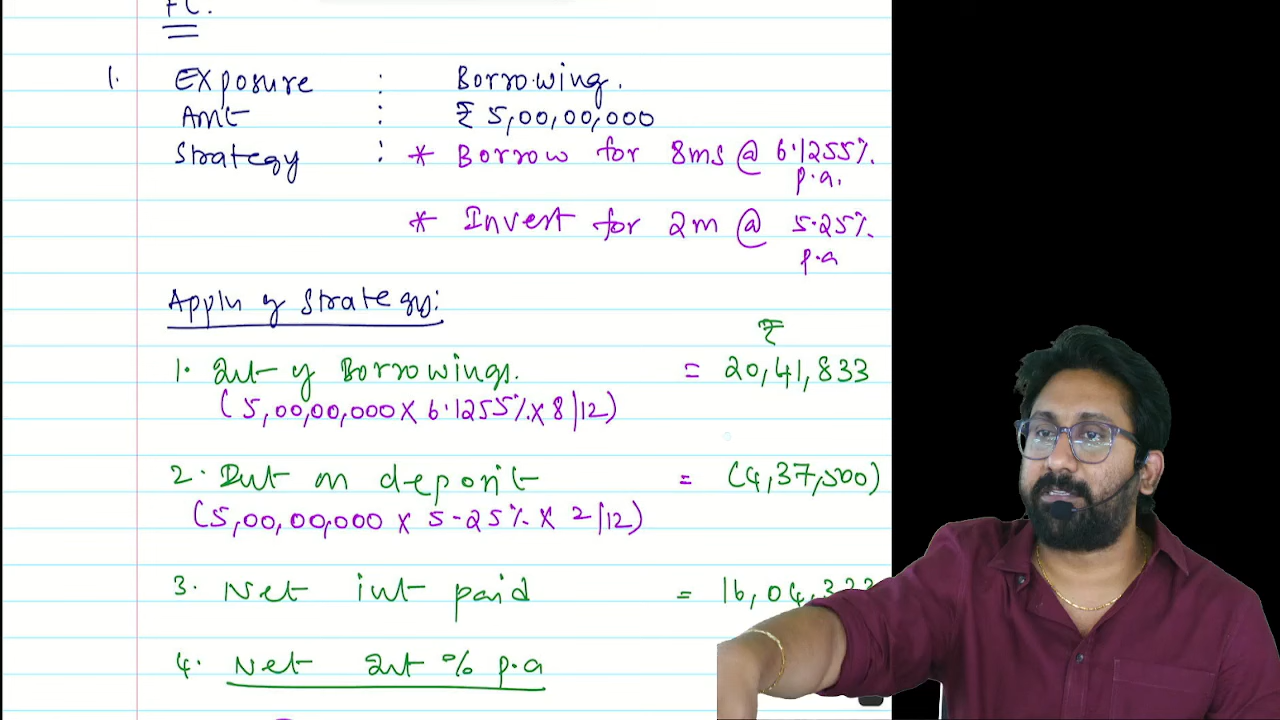 FC.
1. Exposure : Borrowing.
Amt : ₹ 5,00,00,000
Strategy : * Borrow for 8ms @ 6.1255%
p.a.
* Invest for 2m @ 5.25%
p.a
Appln of Strategy:
₹
1. Int of Borrowings. = 20,41,833
(5,00,00,000 x 6.1255% x 8/12)
2. Int on deposit = (4,37,500)
(5,00,00,000 x 5.25% x 2/12)
3. Net int paid = 16,04,333
4. Net Int % p.a